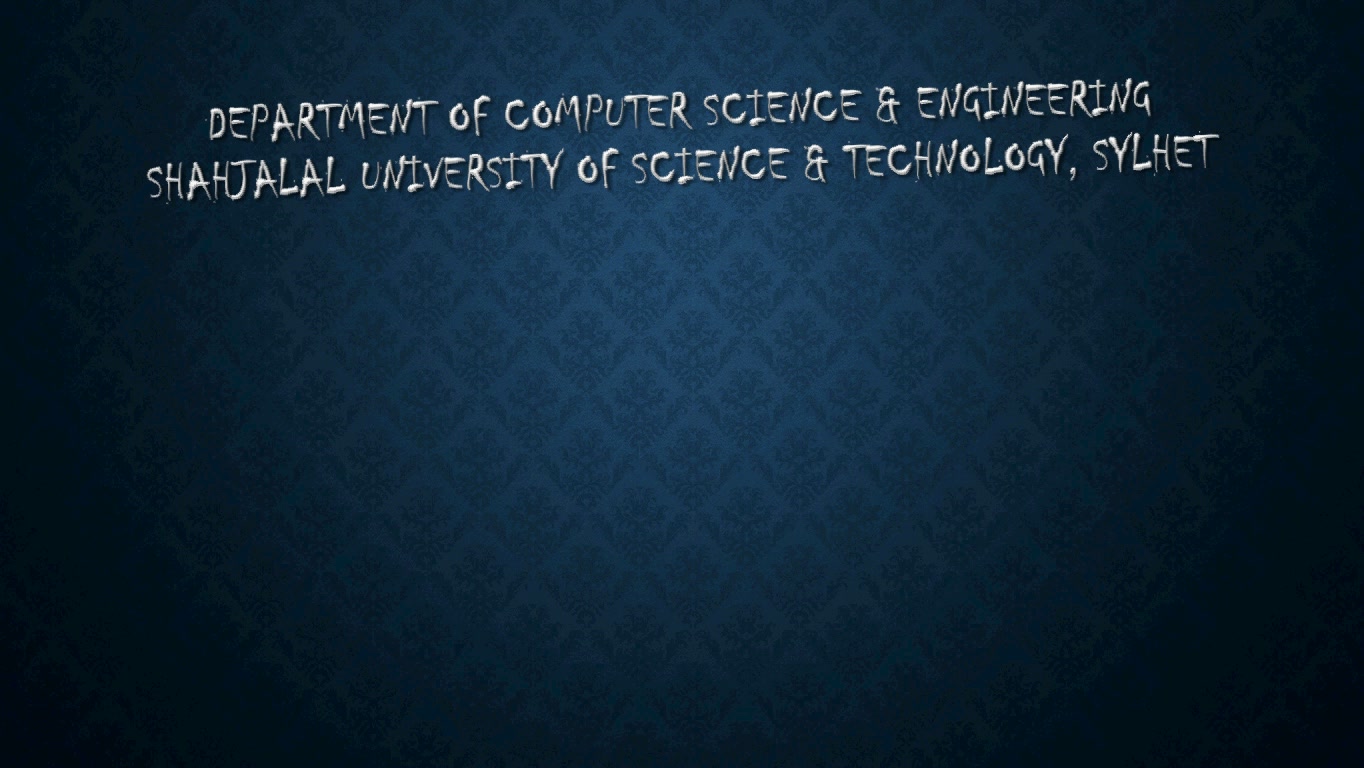 DEPARTMENT OF COMPUTER SCIENCE & ENGINEERING
SHAHJALAL UNIVERSITY OF SCIENCE & TECHNOLOGY, SYLHET